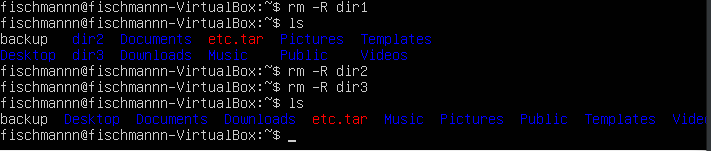 fischmannn@fischmannn-VirtualBox:~$ rm -R dir1
fischmannn@fischmannn-VirtualBox:~$ ls
backup dir2 Documents etc.tar Pictures Templates
Desktop dir3 Downloads Music Public Videos
fischmannn@fischmannn-VirtualBox:~$ rm -R dir2
fischmannn@fischmannn-VirtualBox:~$ rm -R dir3
fischmannn@fischmannn-VirtualBox:~$ ls
backup Desktop Documents Downloads etc.tar Music Pictures Public Templates Vide
fischmannn@fischmannn-VirtualBox:~$ _